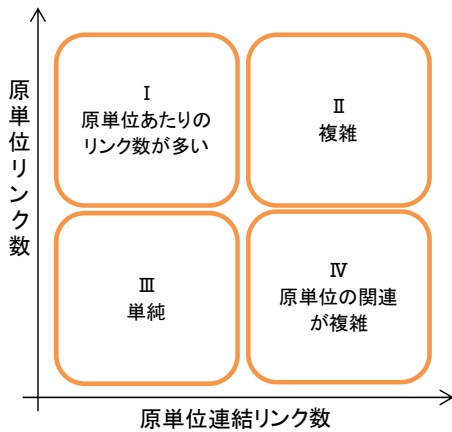 原単位リンク数
Ⅰ
原単位あたりの
リンク数が多い
Ⅱ
複雑
Ⅲ
単純
Ⅳ
原単位の関連
が複雑
原単位連結リンク数